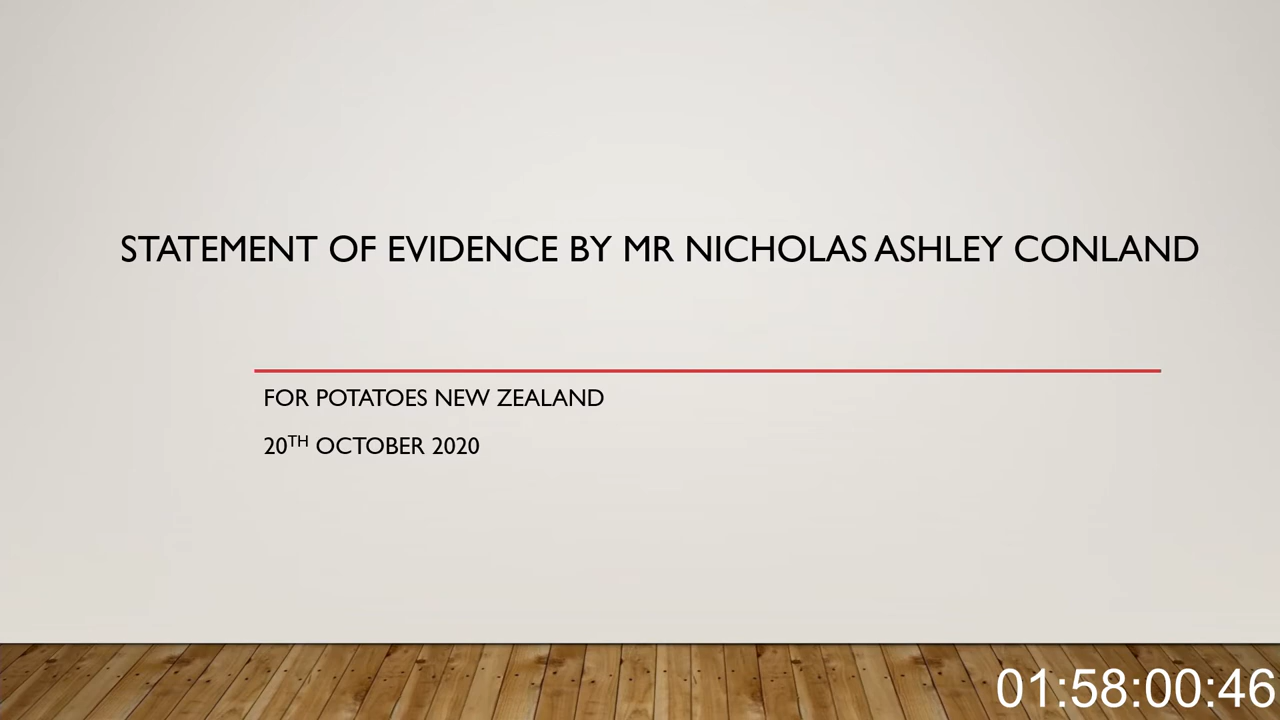 STATEMENT OF EVIDENCE BY MR NICHOLAS ASHLEY CONLAND
FOR POTATOES NEW ZEALAND
20TH OCTOBER 2020
01:58:00:46